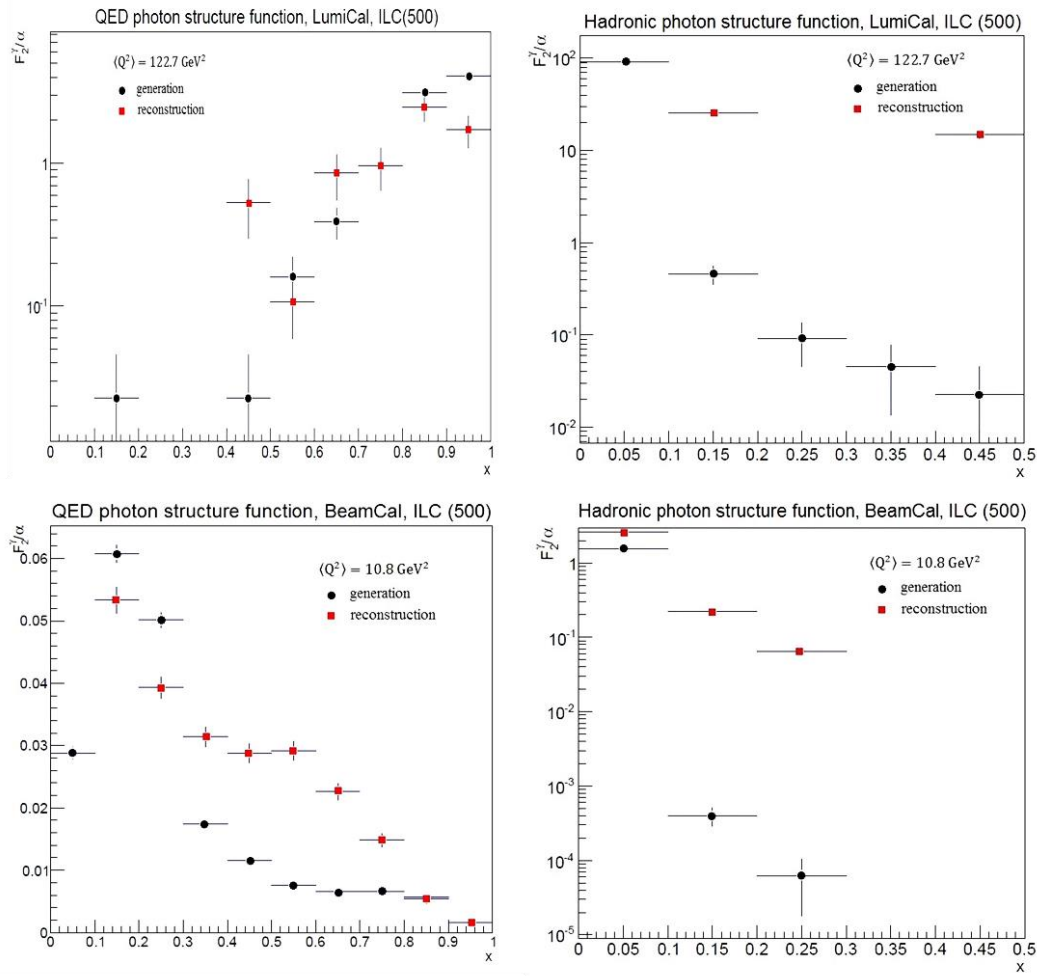 QED photon structure function, LumiCal, ILC(500)
F₂^γ/α
⟨Q²⟩ = 122.7 GeV²
generation
reconstruction
1
10⁻¹
0 0.1 0.2 0.3 0.4 0.5 0.6 0.7 0.8 0.9 1
x
Hadronic photon structure function, LumiCal, ILC (500)
F₂^γ/α
10²
⟨Q²⟩ = 122.7 GeV²
generation
reconstruction
10
1
10⁻¹
10⁻²
0 0.05 0.1 0.15 0.2 0.25 0.3 0.35 0.4 0.45 0.5
x
QED photon structure function, BeamCal, ILC (500)
F₂^γ/α
⟨Q²⟩ = 10.8 GeV²
generation
reconstruction
0.06
0.05
0.04
0.03
0.02
0.01
0
0 0.1 0.2 0.3 0.4 0.5 0.6 0.7 0.8 0.9 1
x
Hadronic photon structure function, BeamCal, ILC (500)
F₂^γ/α
⟨Q²⟩ = 10.8 GeV²
generation
reconstruction
1
10⁻¹
10⁻²
10⁻³
10⁻⁴
10⁻⁵
0 0.05 0.1 0.15 0.2 0.25 0.3 0.35 0.4 0.45 0.5
x